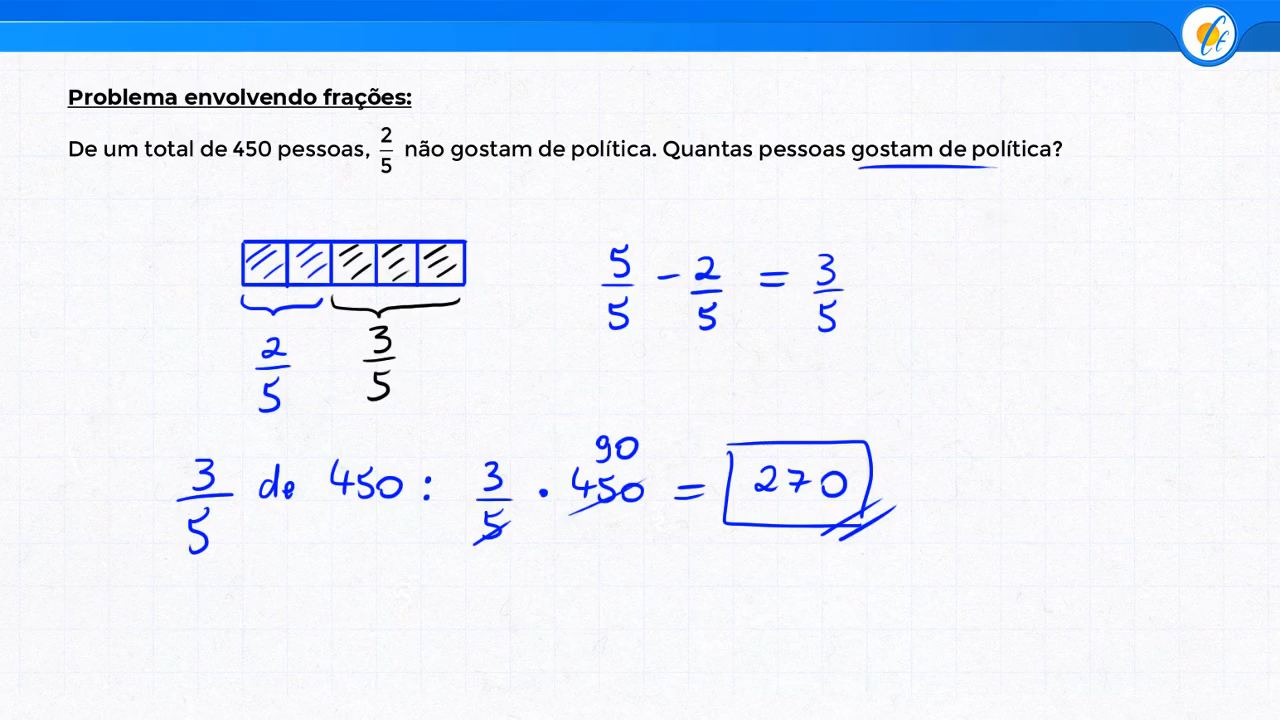 Problema envolvendo frações:
De um total de 450 pessoas, 2/5 não gostam de política. Quantas pessoas gostam de política?
5/5 - 2/5 = 3/5
2/5 3/5
3/5 de 450 : 3/5 . 450 = 270
90